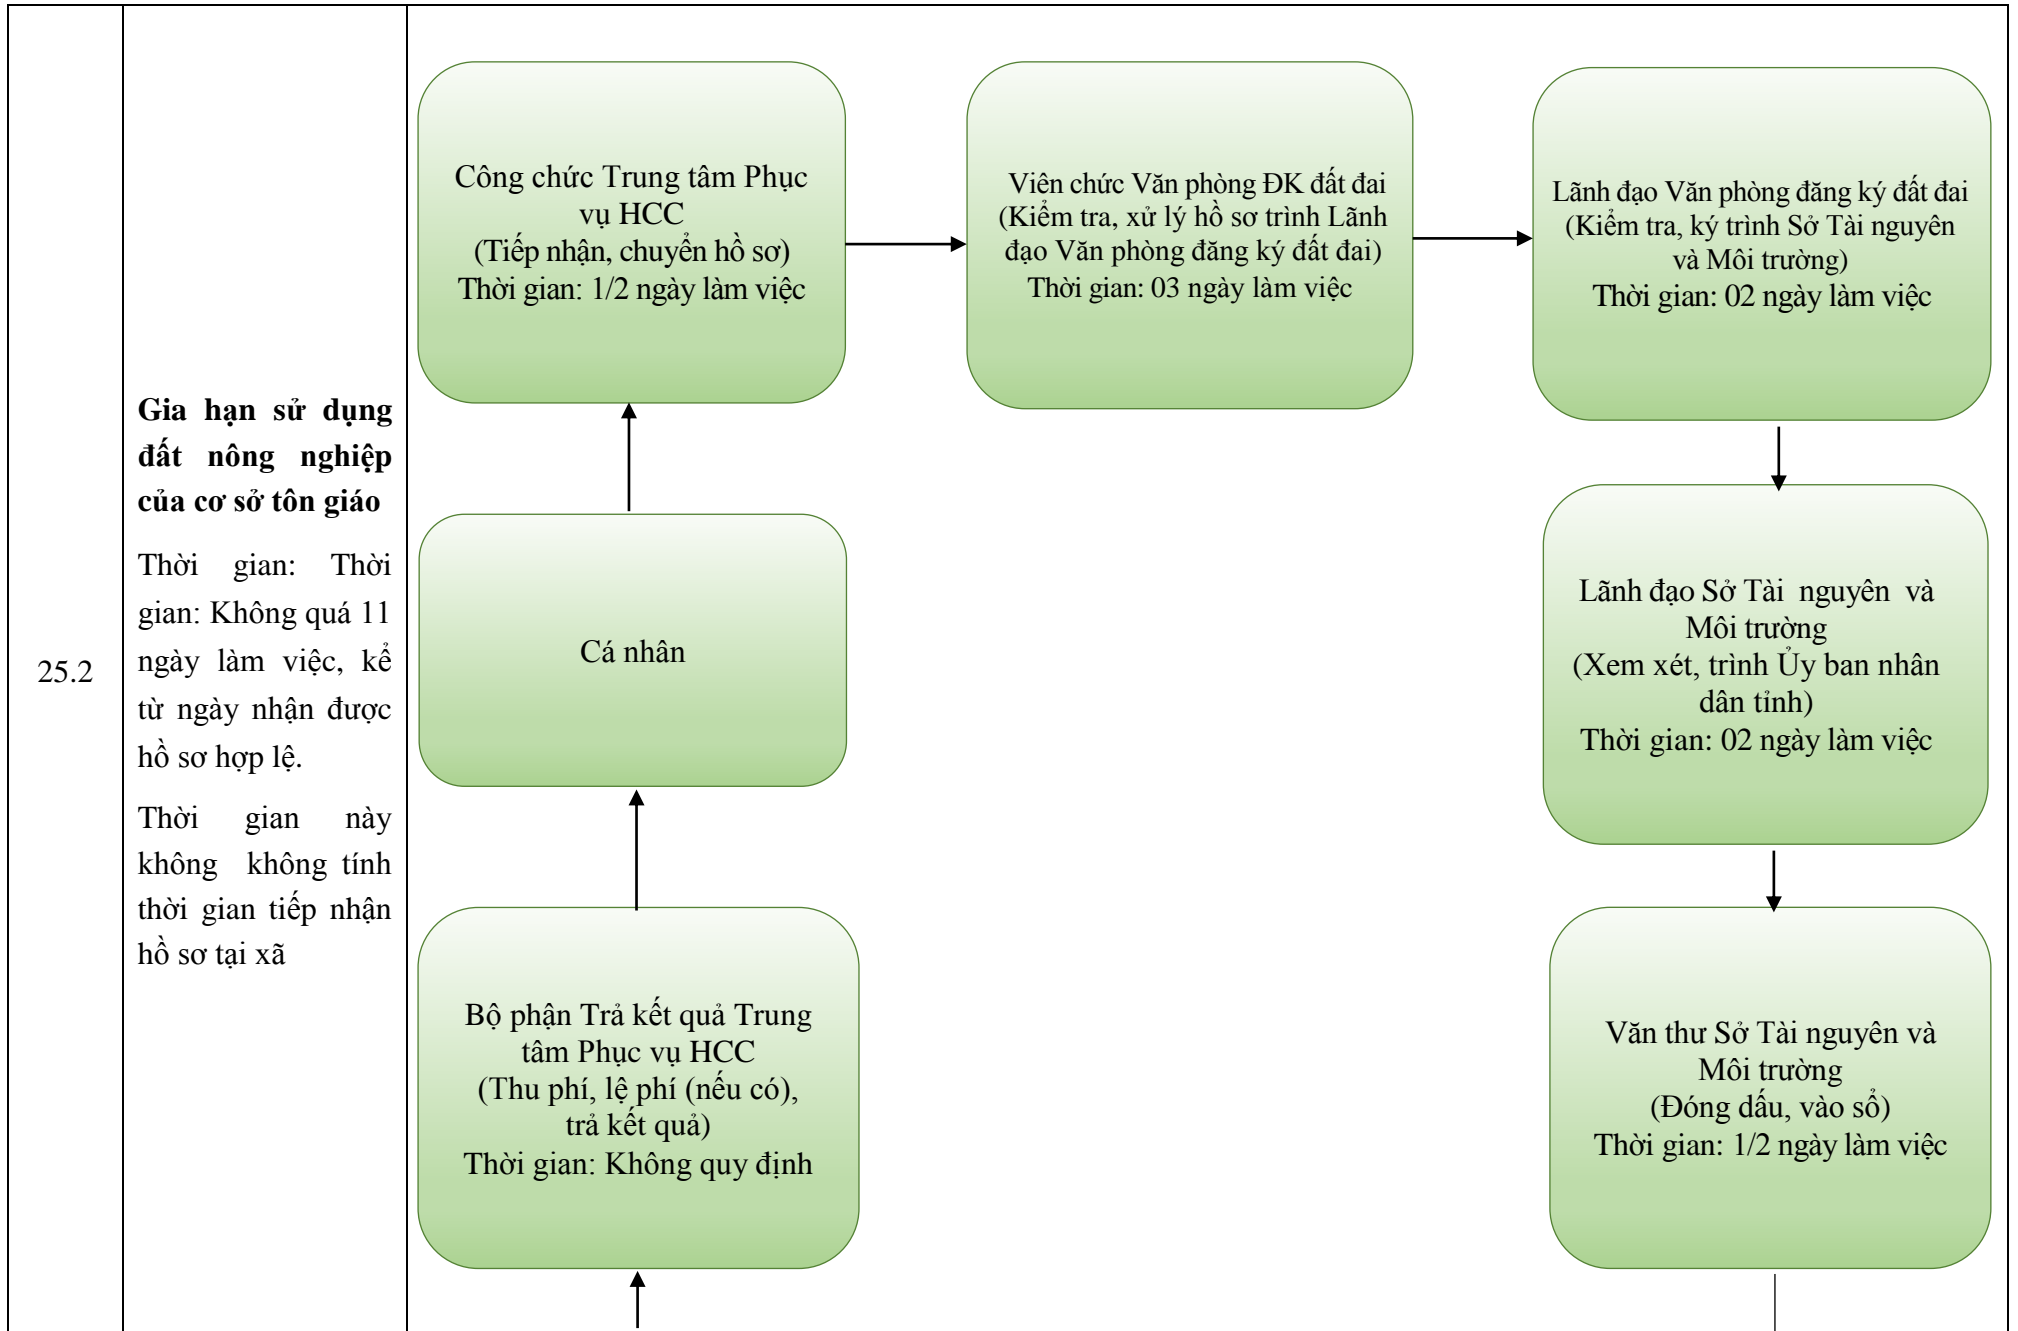 25.2
Gia hạn sử dụng
đất nông nghiệp
của cơ sở tôn giáo
Thời gian: Thời
gian: Không quá 11
ngày làm việc, kể
từ ngày nhận được
hồ sơ hợp lệ.
Thời gian này
không không tính
thời gian tiếp nhận
hồ sơ tại xã
Công chức Trung tâm Phục
vụ HCC
(Tiếp nhận, chuyển hồ sơ)
Thời gian: 1/2 ngày làm việc
Viên chức Văn phòng ĐK đất đai
(Kiểm tra, xử lý hồ sơ trình Lãnh
đạo Văn phòng đăng ký đất đai)
Thời gian: 03 ngày làm việc
Lãnh đạo Văn phòng đăng ký đất đai
(Kiểm tra, ký trình Sở Tài nguyên
và Môi trường)
Thời gian: 02 ngày làm việc
Cá nhân
Lãnh đạo Sở Tài nguyên và
Môi trường
(Xem xét, trình Ủy ban nhân
dân tỉnh)
Thời gian: 02 ngày làm việc
Bộ phận Trả kết quả Trung
tâm Phục vụ HCC
(Thu phí, lệ phí (nếu có),
trả kết quả)
Thời gian: Không quy định
Văn thư Sở Tài nguyên và
Môi trường
(Đóng dấu, vào sổ)
Thời gian: 1/2 ngày làm việc